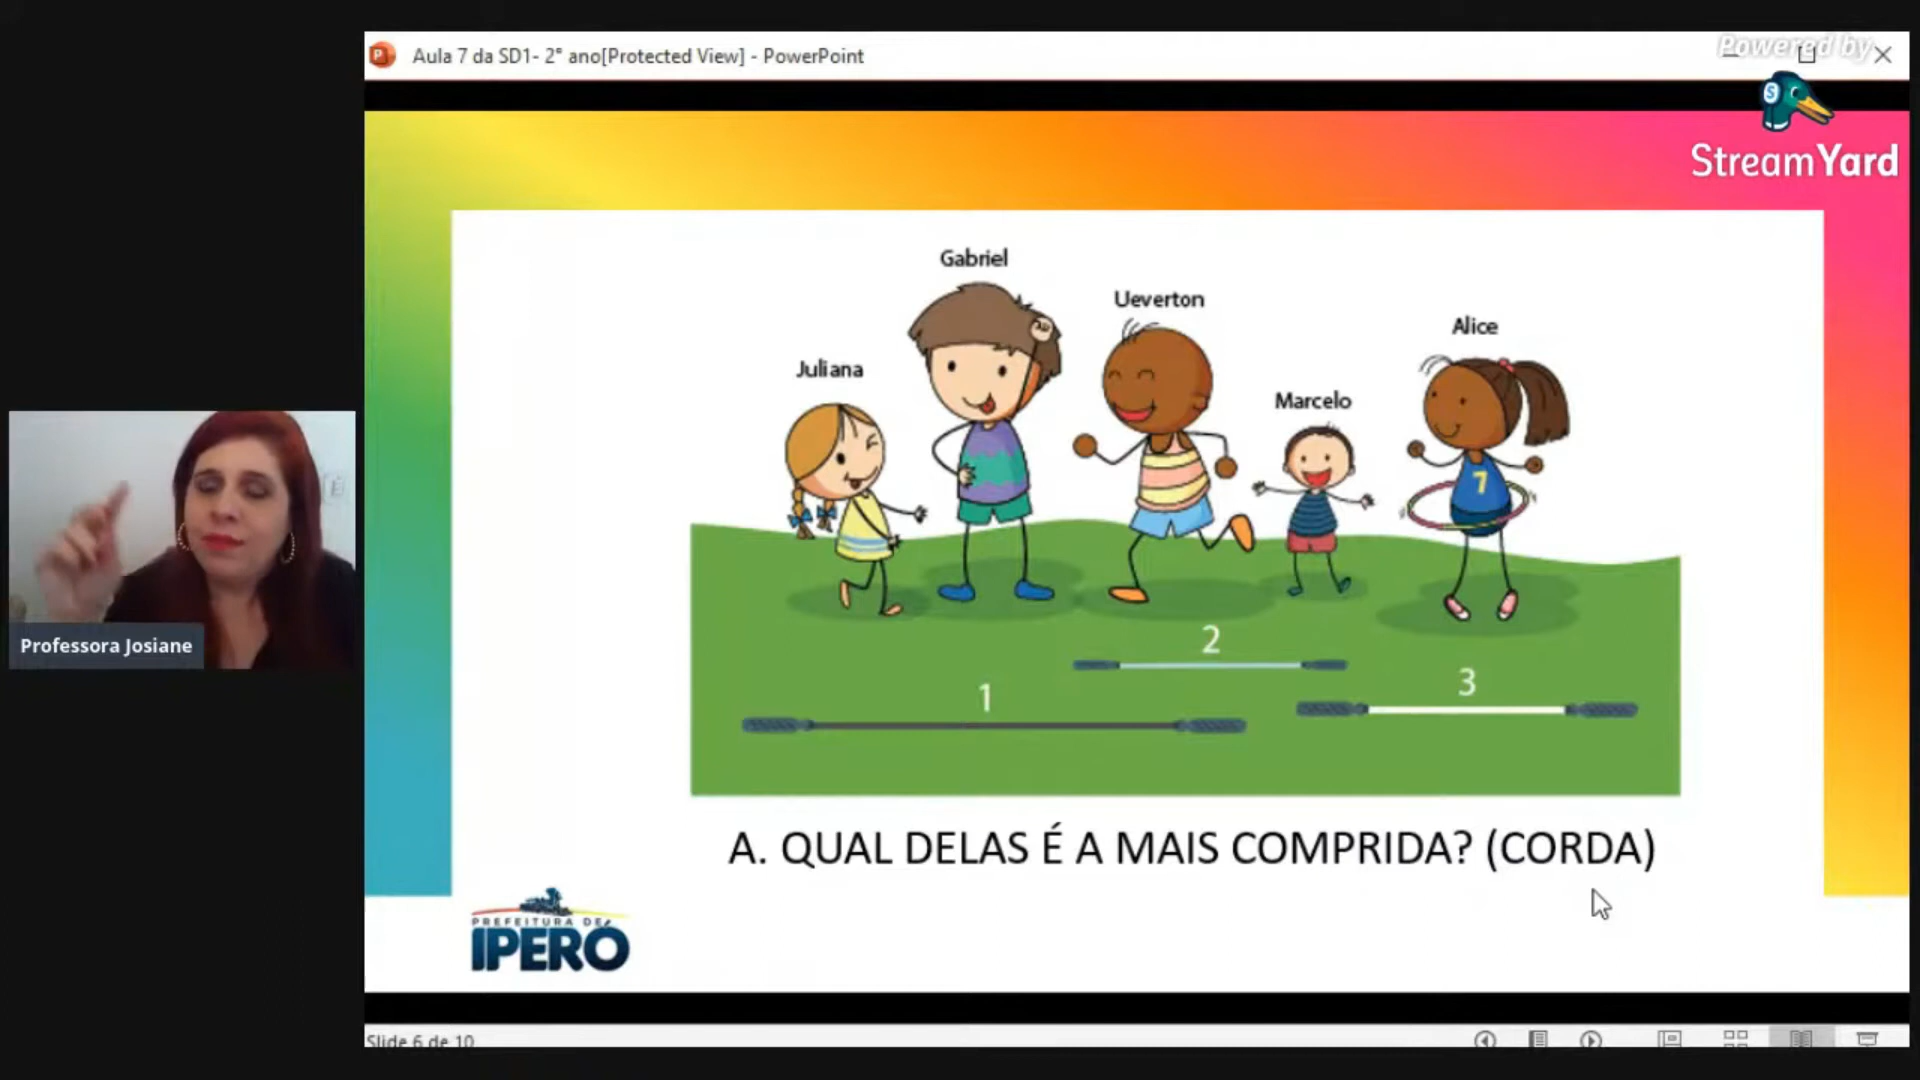 Aula 7 da SD1- 2° ano[Protected View] - PowerPoint
Powered by
StreamYard
Gabriel
Ueverton
Alice
Juliana
Marcelo
7
2
3
1
Professora Josiane
A. QUAL DELAS É A MAIS COMPRIDA? (CORDA)
PREFEITURA DE
IPERÓ
Slide 6 de 10